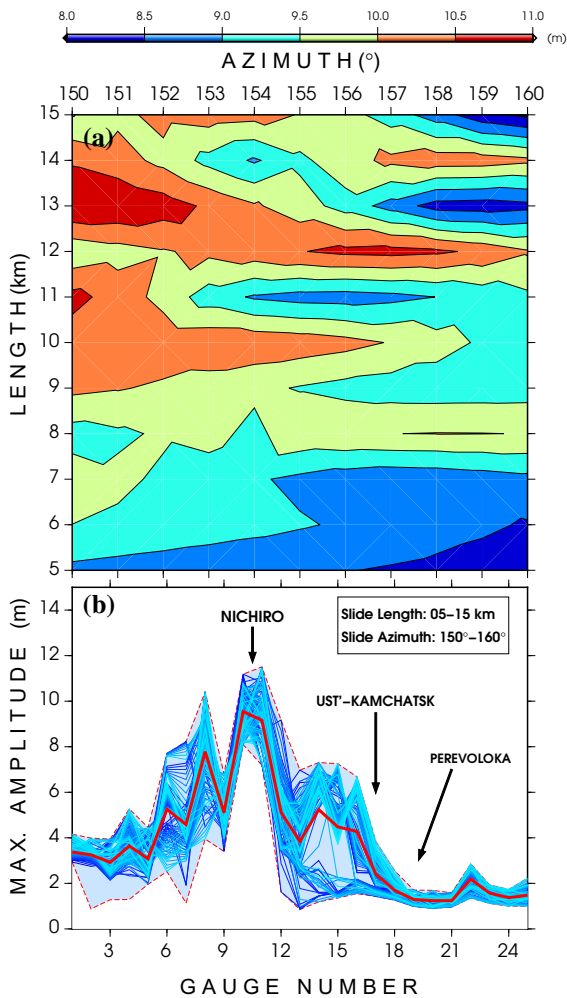 8.0 8.5 9.0 9.5 10.0 10.5 11.0
(m)
AZIMUTH (°)
150 151 152 153 154 155 156 157 158 159 160
(a)
15
14
13
12
11
10
9
8
7
6
5
LENGTH (km)
(b)
14
12
10
8
6
4
2
0
MAX. AMPLITUDE (m)
NICHIRO
Slide Length: 05–15 km
Slide Azimuth: 150°–160°
UST'–KAMCHATSK
PEREVOLOKA
3 6 9 12 15 18 21 24
GAUGE NUMBER